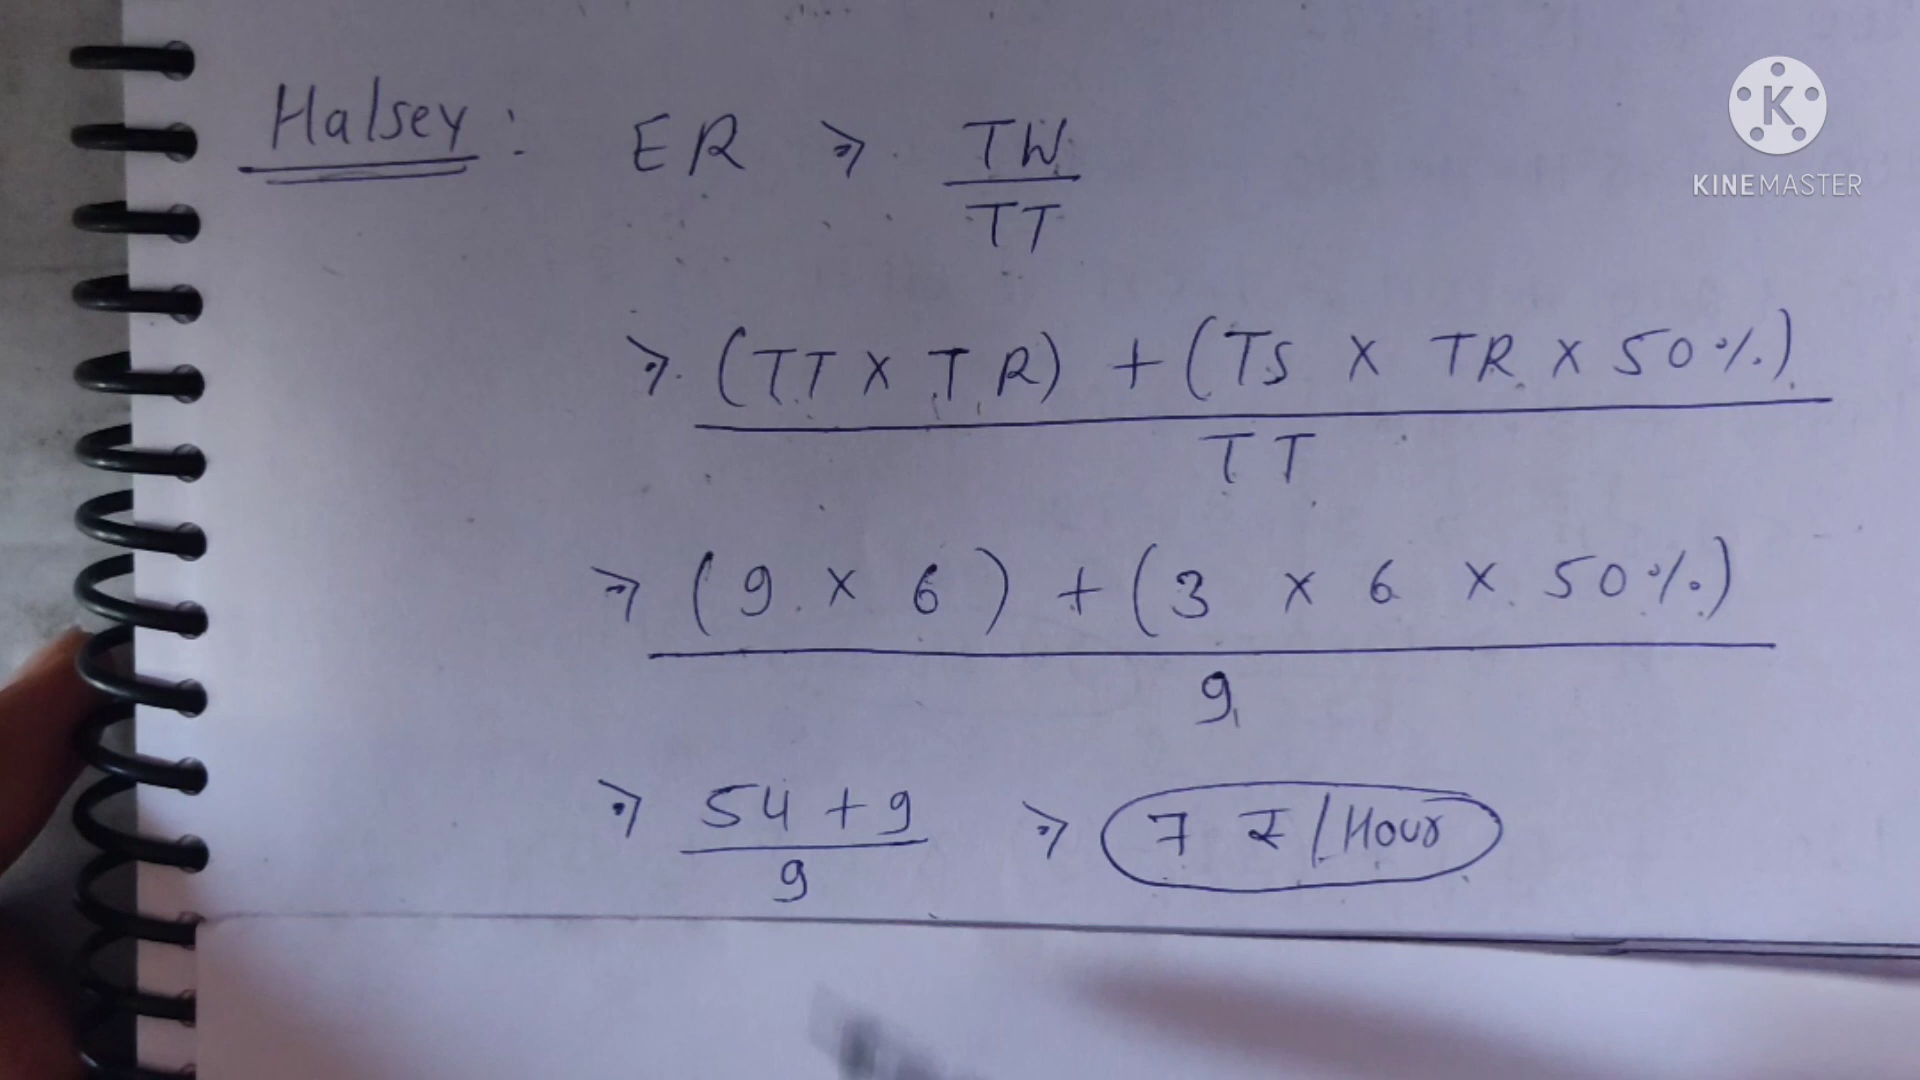 Halsey : ER ⇒ TW / TT
⇒ (TT × TR) + (TS × TR × 50%) / TT
⇒ (9 × 6) + (3 × 6 × 50%) / 9
⇒ 54 + 9 / 9 ⇒ 7 ₹ / Hour
K
KINEMASTER